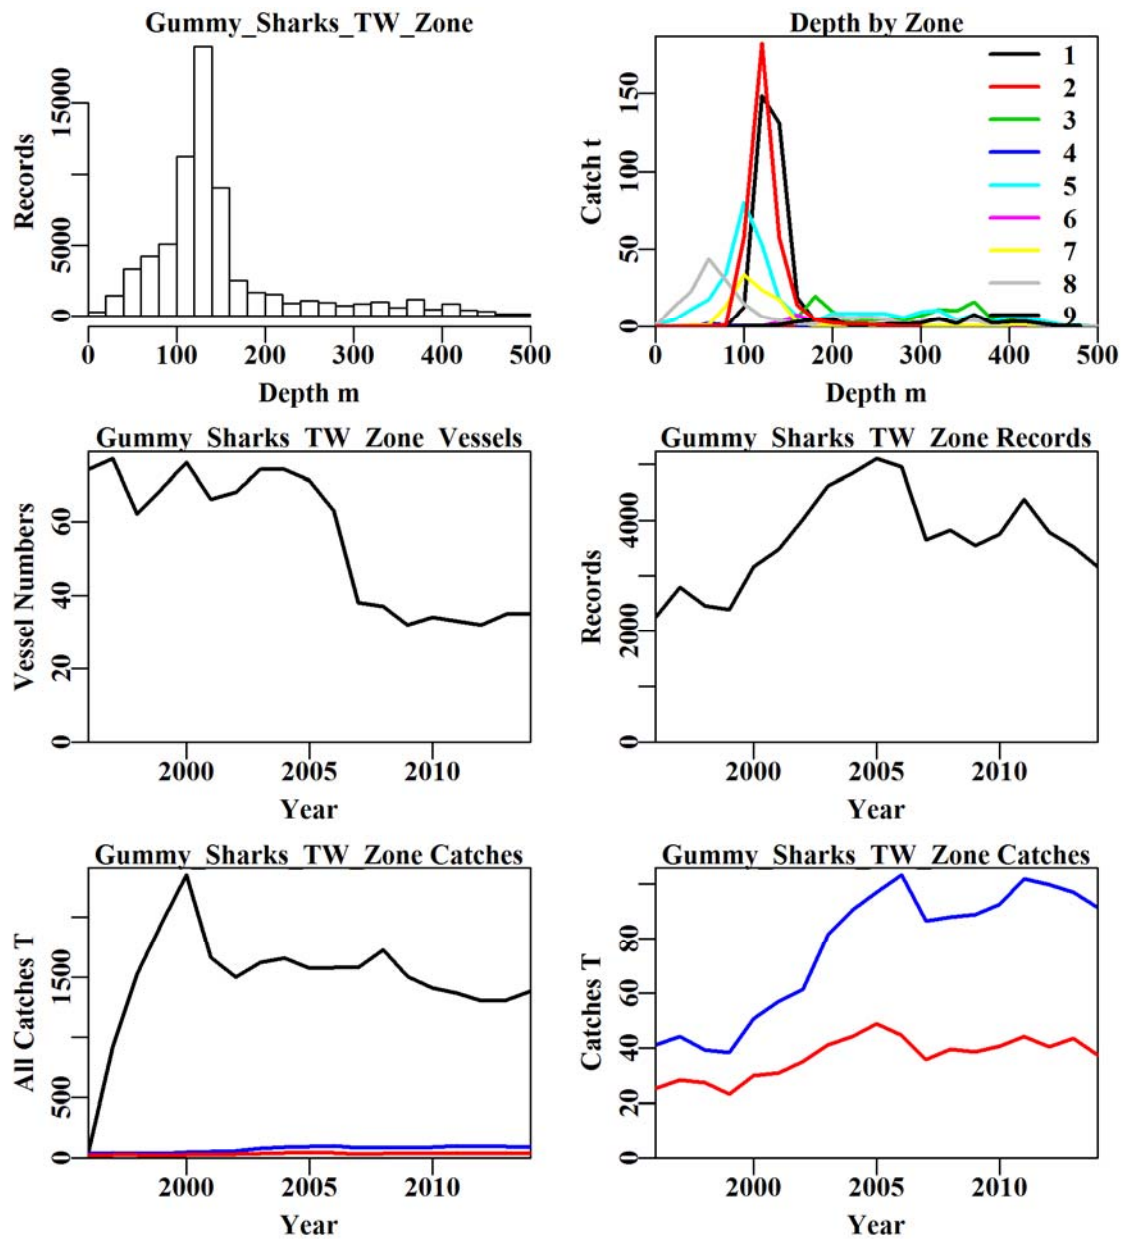 Gummy_Sharks_TW_Zone
Records
0 5000 15000
0 100 200 300 400 500
Depth m
Depth by Zone
Catch t
0 50 100 150
1
2
3
4
5
6
7
8
9
0 100 200 300 400 500
Depth m
Gummy_Sharks_TW_Zone Vessels
Vessel Numbers
0 20 40 60
2000 2005 2010
Year
Gummy_Sharks_TW_Zone Records
Records
0 2000 4000
2000 2005 2010
Year
Gummy_Sharks_TW_Zone Catches
All Catches T
0 500 1500
2000 2005 2010
Year
Gummy_Sharks_TW_Zone Catches
Catches T
0 20 40 60 80
2000 2005 2010
Year